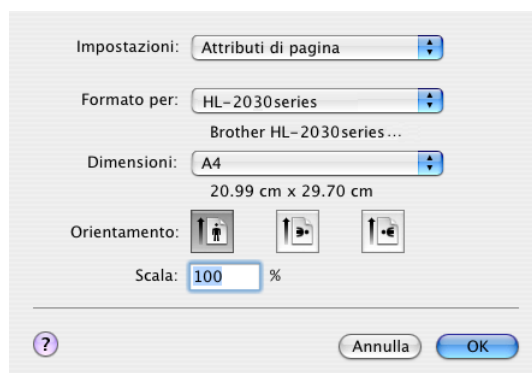 Impostazioni: Attributi di pagina
Formato per: HL-2030series
Brother HL-2030series...
Dimensioni: A4
20.99 cm x 29.70 cm
Orientamento:
Scala: 100 %
? Annulla OK